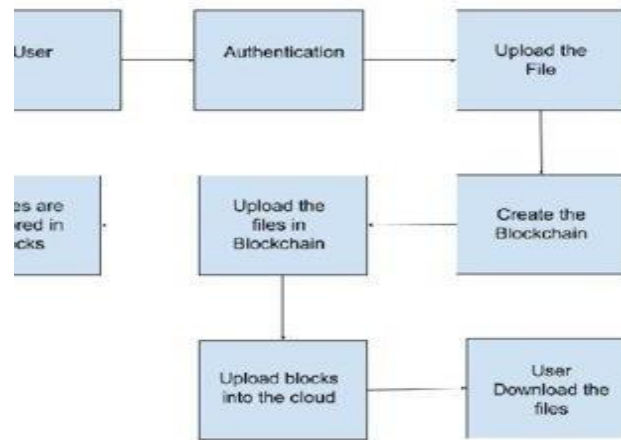 User
Authentication
Upload the
File
es are
ored in
cks
Upload the
files in
Blockchain
Create the
Blockchain
Upload blocks
into the cloud
User
Download the
files